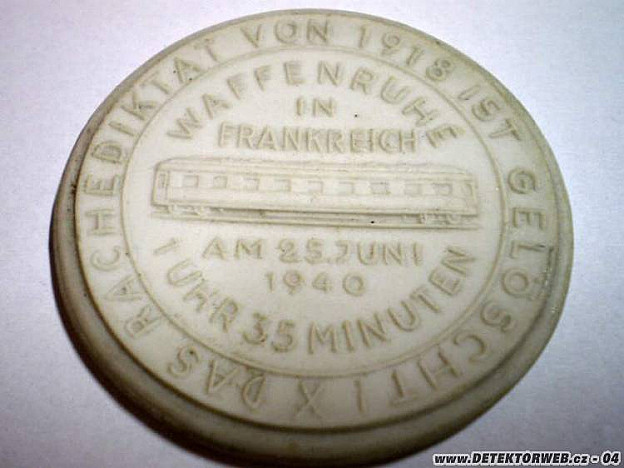 DAS RACHEDIKTAT VON 1918 IST GELÖSCHT! X
WAFFENRUHE
IN
FRANKREICH
AM 25.JUNI
1940
1 UHR 35 MINUTEN
www.DETEKTORWEB.cz - 04